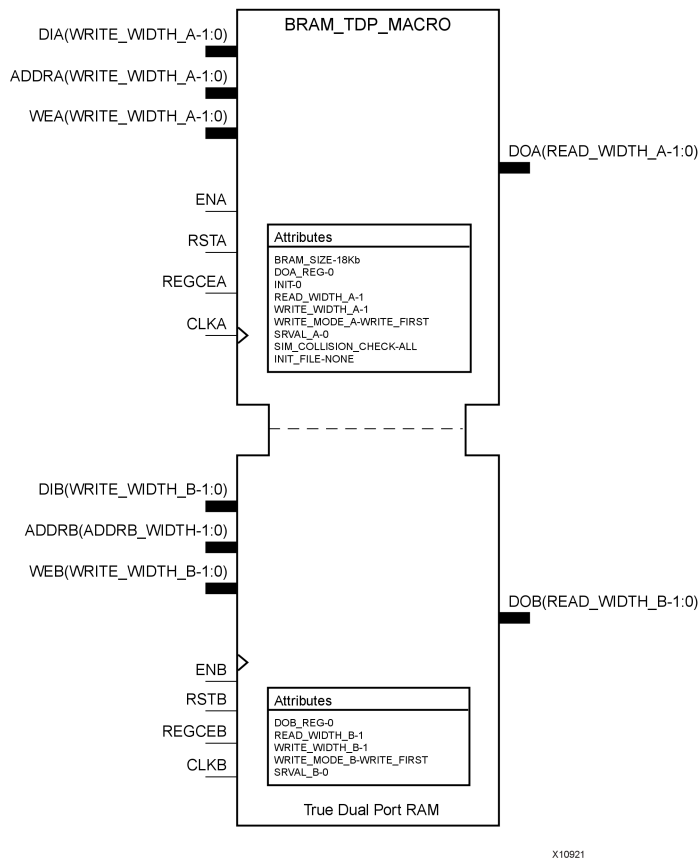 BRAM_TDP_MACRO
DIA(WRITE_WIDTH_A-1:0)
ADDRA(WRITE_WIDTH_A-1:0)
WEA(WRITE_WIDTH_A-1:0)
DOA(READ_WIDTH_A-1:0)
ENA
RSTA
REGCEA
CLKA
Attributes
BRAM_SIZE-18Kb
DOA_REG-0
INIT-0
READ_WIDTH_A-1
WRITE_WIDTH_A-1
WRITE_MODE_A-WRITE_FIRST
SRVAL_A-0
SIM_COLLISION_CHECK-ALL
INIT_FILE-NONE
DIB(WRITE_WIDTH_B-1:0)
ADDRB(ADDRB_WIDTH-1:0)
WEB(WRITE_WIDTH_B-1:0)
DOB(READ_WIDTH_B-1:0)
ENB
RSTB
REGCEB
CLKB
Attributes
DOB_REG-0
READ_WIDTH_B-1
WRITE_WIDTH_B-1
WRITE_MODE_B-WRITE_FIRST
SRVAL_B-0
True Dual Port RAM
X10921